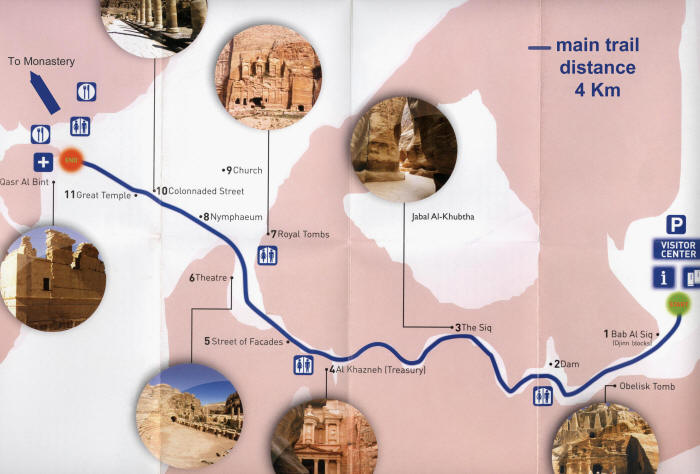 main trail
distance
4 Km
To Monastery
END
Qasr Al Bint
11 Great Temple
10 Colonnaded Street
9 Church
8 Nymphaeum
7 Royal Tombs
6 Theatre
5 Street of Facades
4 Al Khazneh (Treasury)
Jabal Al-Khubtha
3 The Siq
2 Dam
1 Bab Al Siq
(Djinn blocks)
Obelisk Tomb
P
VISITOR
CENTER
i
START